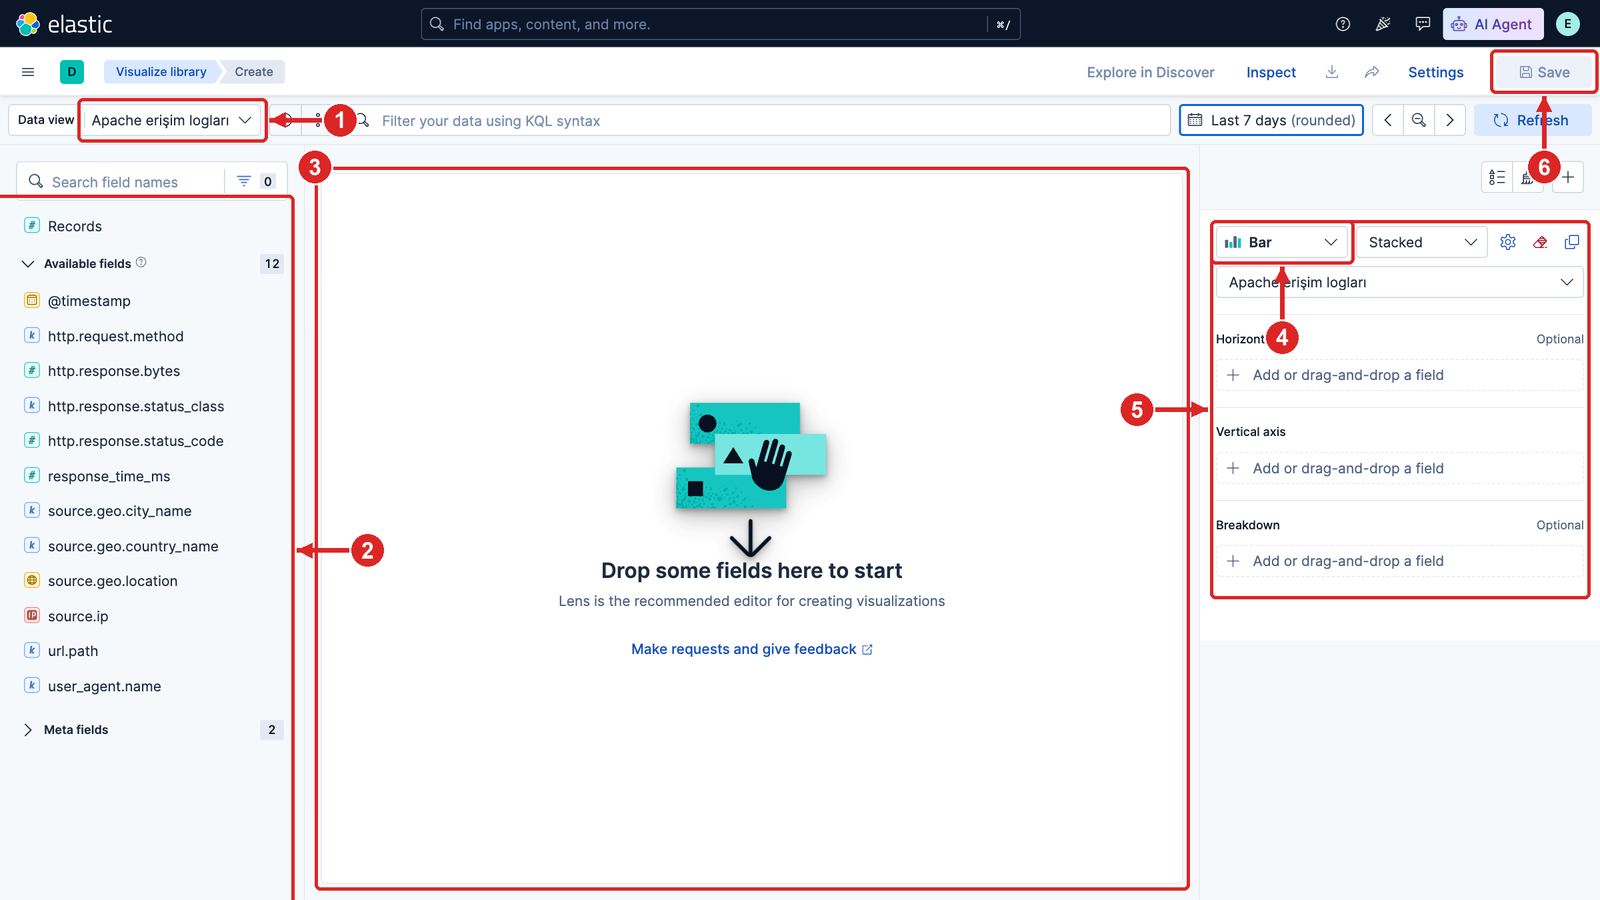 elastic
Find apps, content, and more.
⌘/
AI Agent
E
D
Visualize library
Create
Explore in Discover
Inspect
Settings
Save
Data view
Apache erişim logları
1
Filter your data using KQL syntax
Last 7 days (rounded)
Refresh
3
6
Search field names
0
Records
Available fields
12
@timestamp
http.request.method
http.response.bytes
http.response.status_class
http.response.status_code
response_time_ms
source.geo.city_name
source.geo.country_name
source.geo.location
source.ip
url.path
user_agent.name
Meta fields
2
2
Drop some fields here to start
Lens is the recommended editor for creating visualizations
Make requests and give feedback
Bar
Stacked
Apache erişim logları
4
Horizont
Optional
Add or drag-and-drop a field
5
Vertical axis
Add or drag-and-drop a field
Breakdown
Optional
Add or drag-and-drop a field